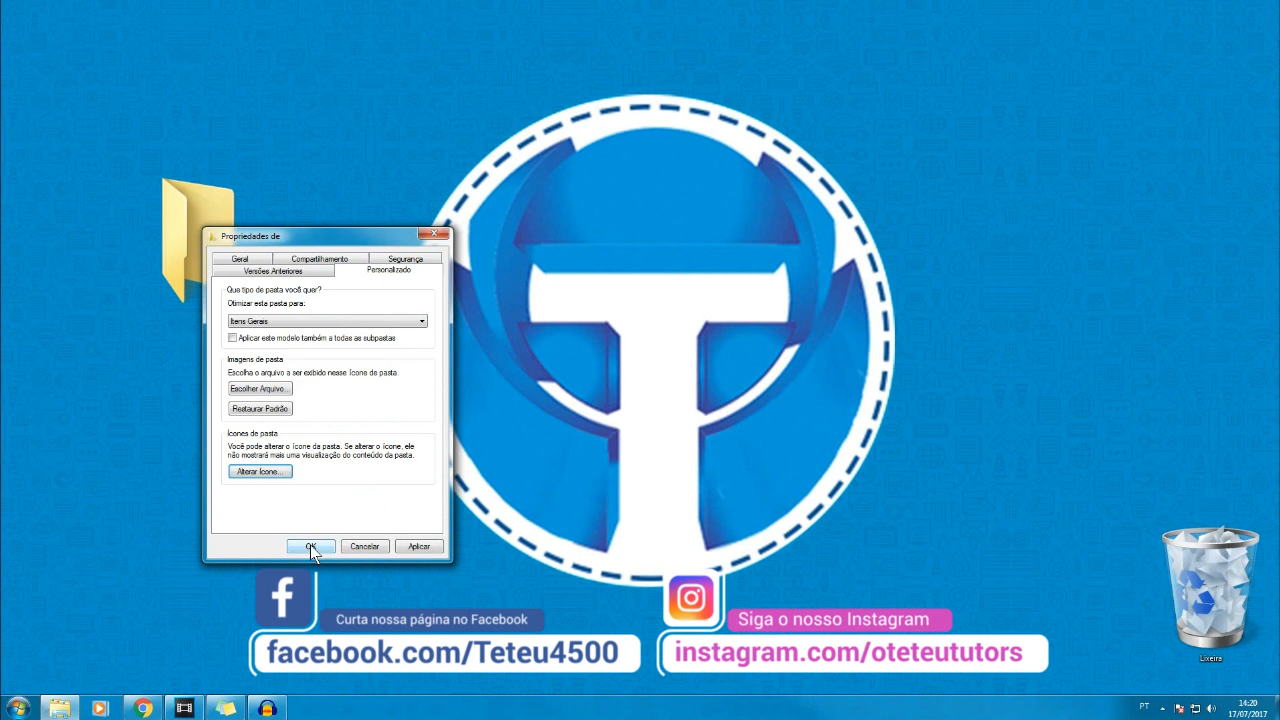 Propriedades de
Geral
Compartilhamento
Segurança
Versões Anteriores
Personalizado
Que tipo de pasta você quer?
Otimizar esta pasta para:
Itens Gerais
Aplicar este modelo também a todas as subpastas
Imagens de pasta
Escolha o arquivo a ser exibido nesse ícone de pasta.
Escolher Arquivo...
Restaurar Padrão
Ícones de pasta
Você pode alterar o ícone da pasta. Se alterar o ícone, ele
não mostrará mais uma visualização do conteúdo da pasta.
Alterar Ícone...
OK
Cancelar
Aplicar
Curta nossa página no Facebook
facebook.com/Teteu4500
Siga o nosso Instagram
instagram.com/oteteututors
Lixeira
PT
14:20
17/07/2017